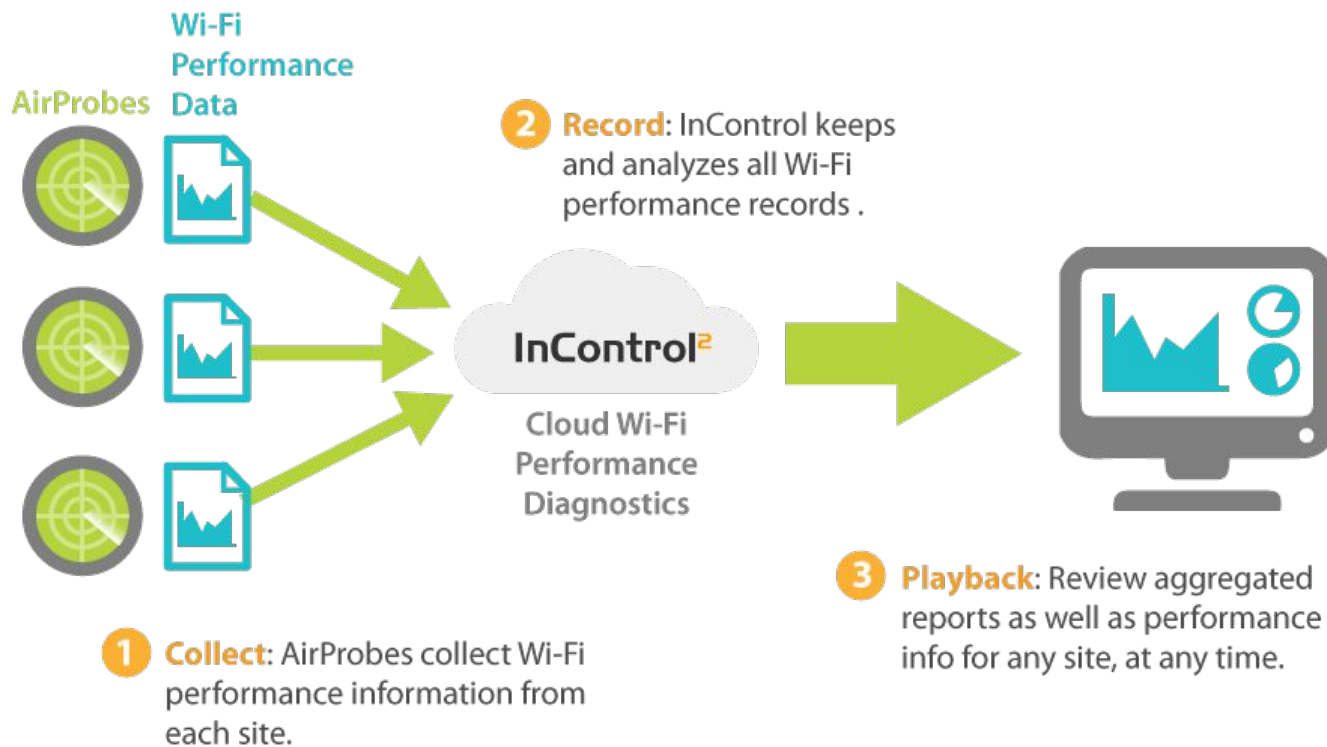 Wi-Fi
Performance
Data
AirProbes
2 Record: InControl keeps
and analyzes all Wi-Fi
performance records .
InControl²
Cloud Wi-Fi
Performance
Diagnostics
1 Collect: AirProbes collect Wi-Fi
performance information from
each site.
3 Playback: Review aggregated
reports as well as performance
info for any site, at any time.